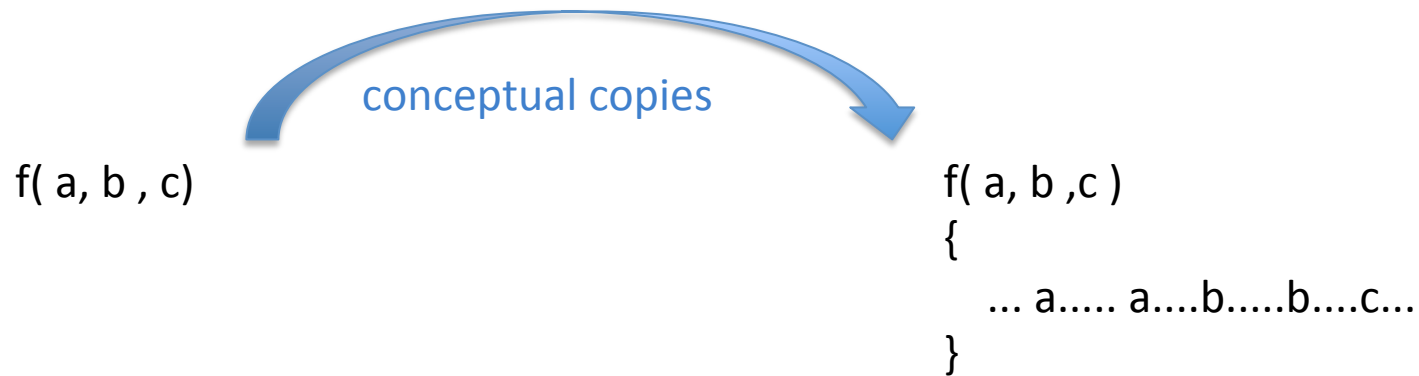 conceptual copies
f( a, b , c)
f( a, b ,c )
{
... a..... a....b.....b....c...
}